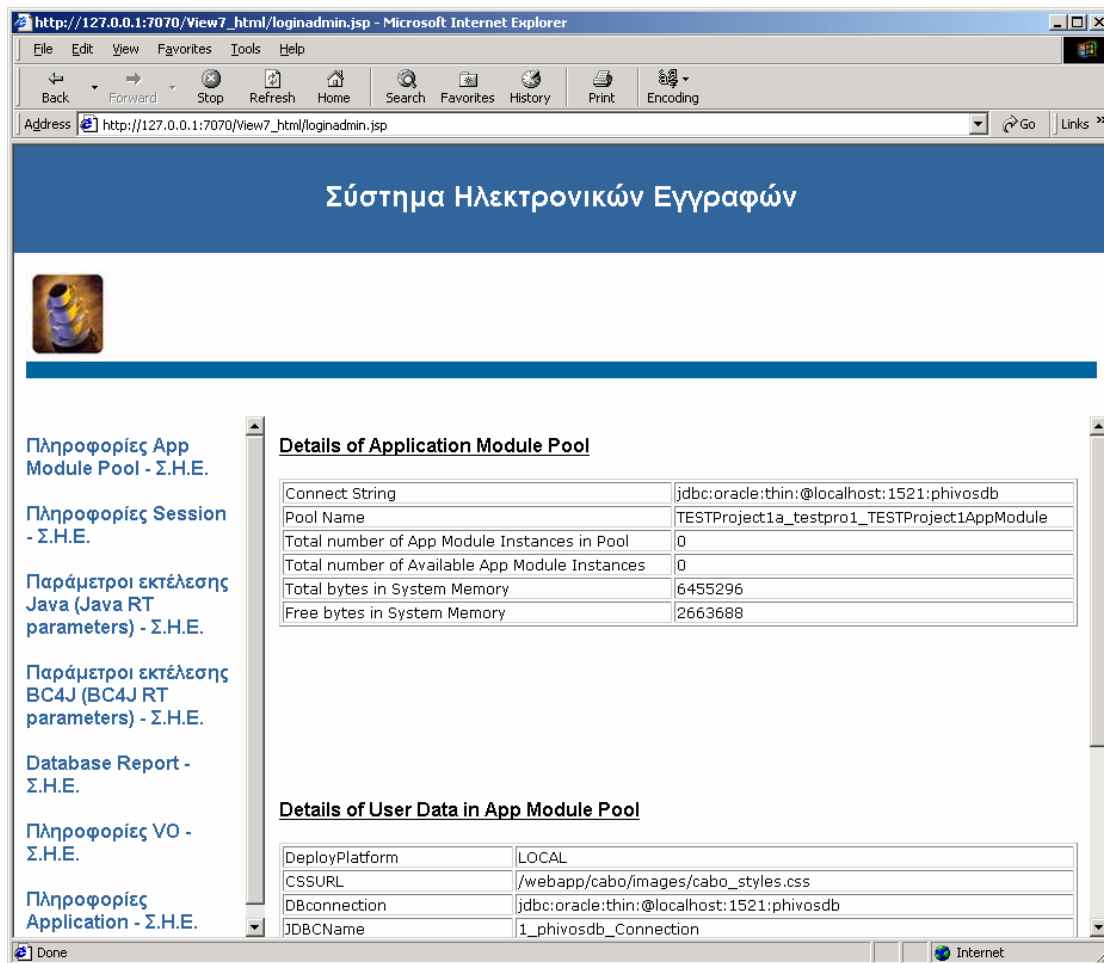 http://127.0.0.1:7070/View7_html/loginadmin.jsp - Microsoft Internet Explorer
File Edit View Favorites Tools Help
Back Forward Stop Refresh Home Search Favorites History Print Encoding
Address http://127.0.0.1:7070/View7_html/loginadmin.jsp Go Links »
Σύστημα Ηλεκτρονικών Εγγραφών
Πληροφορίες App
Module Pool - Σ.Η.Ε.
Πληροφορίες Session
- Σ.Η.Ε.
Παράμετροι εκτέλεσης
Java (Java RT
parameters) - Σ.Η.Ε.
Παράμετροι εκτέλεσης
BC4J (BC4J RT
parameters) - Σ.Η.Ε.
Database Report -
Σ.Η.Ε.
Πληροφορίες VO -
Σ.Η.Ε.
Πληροφορίες
Application - Σ.Η.Ε.
Details of Application Module Pool
Connect String jdbc:oracle:thin:@localhost:1521:phivosdb
Pool Name TESTProject1a_testpro1_TESTProject1AppModule
Total number of App Module Instances in Pool 0
Total number of Available App Module Instances 0
Total bytes in System Memory 6455296
Free bytes in System Memory 2663688
Details of User Data in App Module Pool
DeployPlatform LOCAL
CSSURL /webapp/cabo/images/cabo_styles.css
DBconnection jdbc:oracle:thin:@localhost:1521:phivosdb
JDBCName 1_phivosdb_Connection
Done Internet